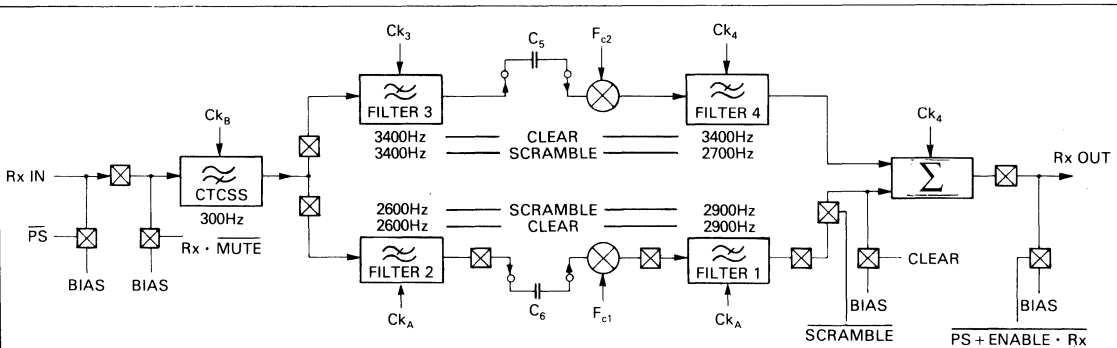 Ck3
C5
Fc2
Ck4
FILTER 3
FILTER 4
CkB
3400Hz CLEAR 3400Hz
3400Hz SCRAMBLE 2700Hz
Ck4
Rx IN
CTCSS
Σ
Rx OUT
300Hz
2600Hz SCRAMBLE 2900Hz
2600Hz CLEAR 2900Hz
PS
Rx · MUTE
FILTER 2
FILTER 1
CLEAR
BIAS BIAS
C6
BIAS
BIAS
CkA
Fc1
CkA
SCRAMBLE
PS + ENABLE · Rx